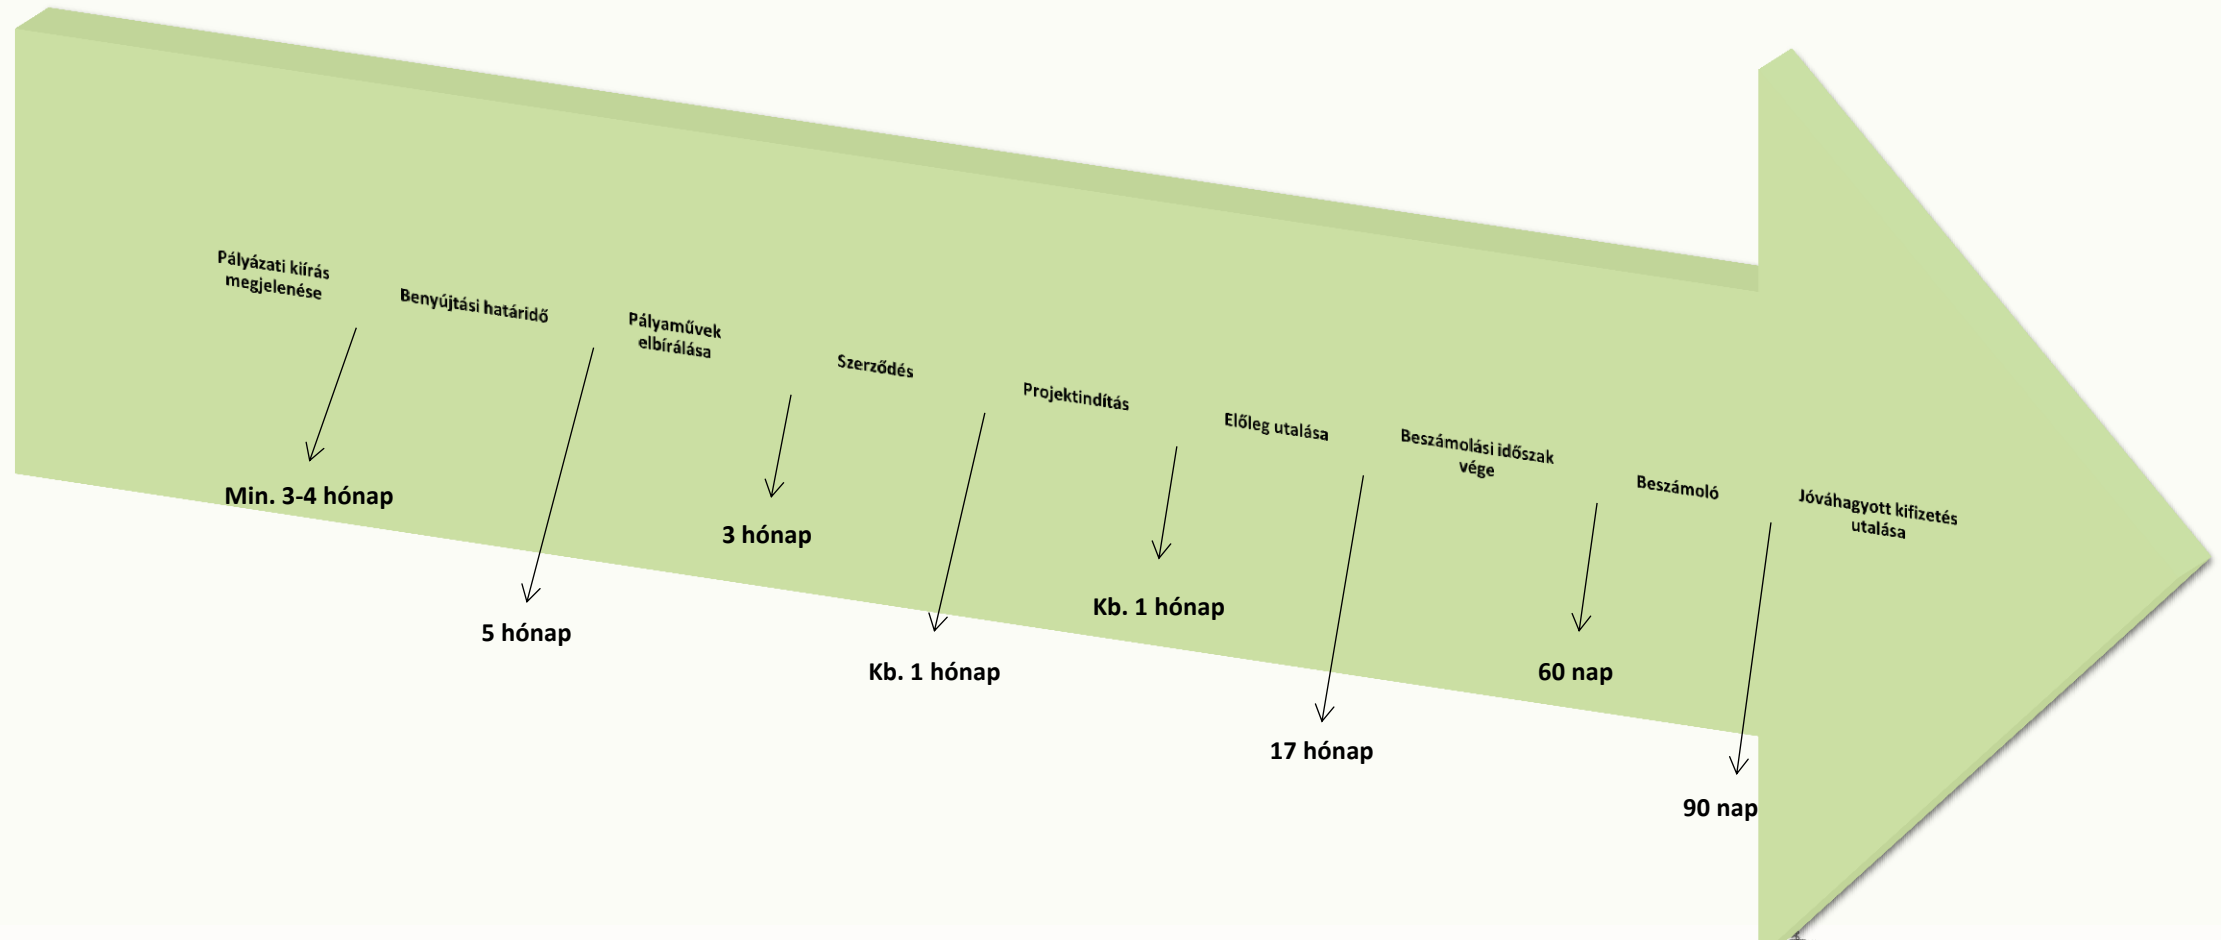 Pályázati kiírás
megjelenése
Benyújtási határidő
Pályaművek
elbírálása
Szerződés
Projektindítás
Előleg utalása
Beszámolási időszak
vége
Beszámoló
Jóváhagyott kifizetés
utalása
Min. 3-4 hónap
5 hónap
3 hónap
Kb. 1 hónap
Kb. 1 hónap
17 hónap
60 nap
90 nap